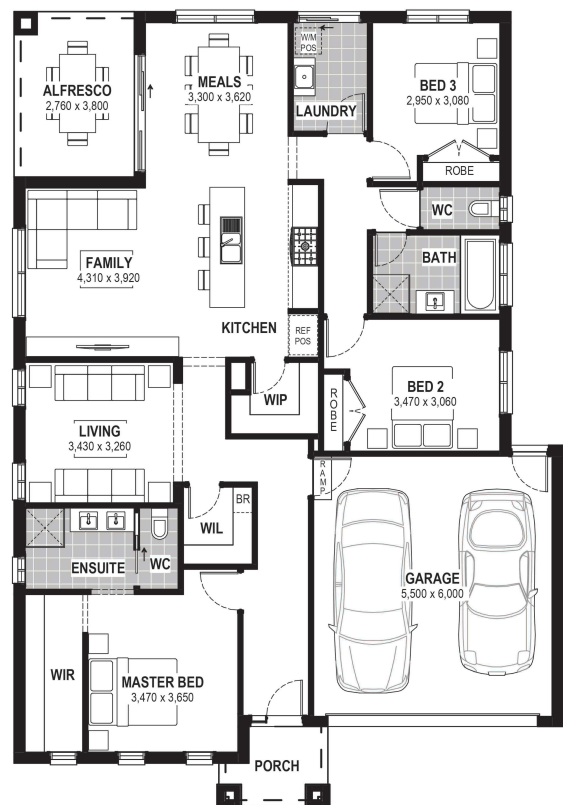 ALFRESCO
2,760 x 3,800
MEALS
3,300 x 3,620
W/M
POS
LAUNDRY
BED 3
2,950 x 3,080
ROBE
WC
BATH
FAMILY
4,310 x 3,920
KITCHEN
REF
POS
WIP
ROBE
BED 2
3,470 x 3,060
LIVING
3,430 x 3,260
RAMP
BR
WIL
ENSUITE
WC
GARAGE
5,500 x 6,000
WIR
MASTER BED
3,470 x 3,650
PORCH